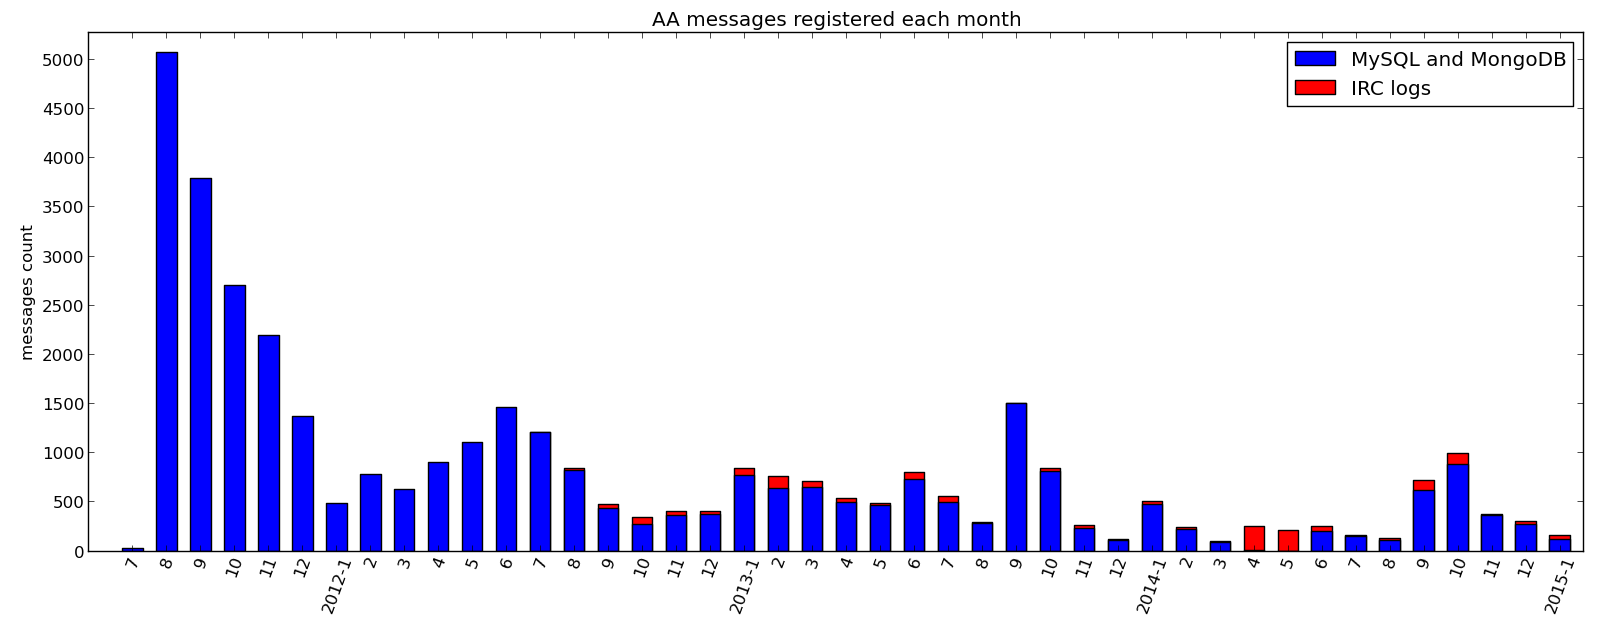 AA messages registered each month
MySQL and MongoDB
IRC logs
messages count
5000
4500
4000
3500
3000
2500
2000
1500
1000
500
0
7 8 9 10 11 12 2012-1 2 3 4 5 6 7 8 9 10 11 12 2013-1 2 3 4 5 6 7 8 9 10 11 12 2014-1 2 3 4 5 6 7 8 9 10 11 12 2015-1